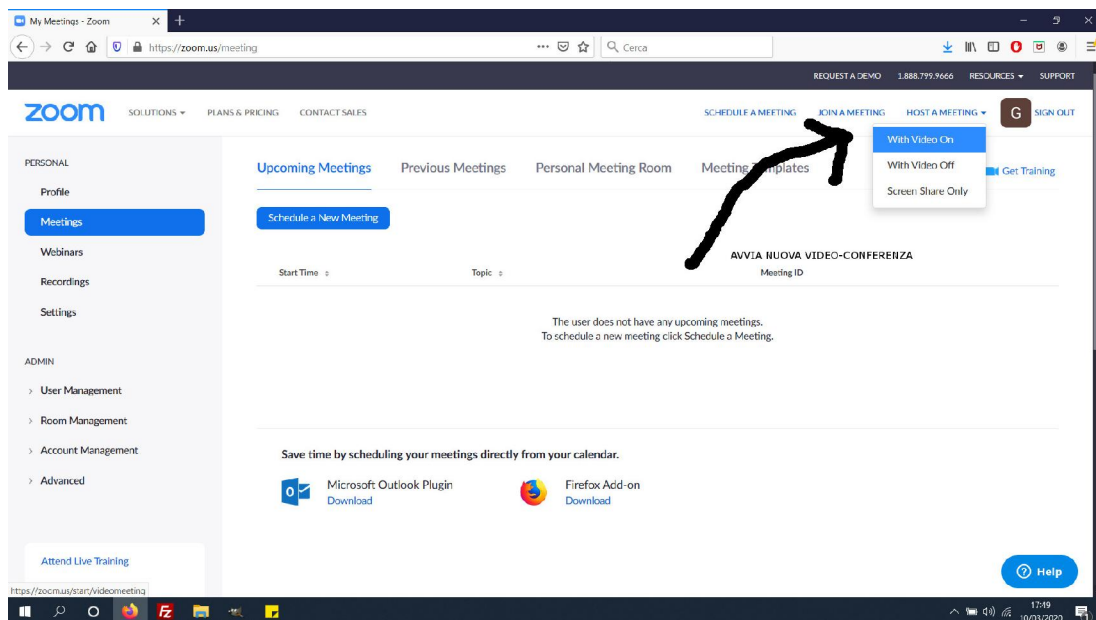 My Meetings - Zoom
https://zoom.us/meeting
Cerca
REQUEST A DEMO 1.888.799.9666 RESOURCES SUPPORT
zoom SOLUTIONS PLANS & PRICING CONTACT SALES SCHEDULE A MEETING JOIN A MEETING HOST A MEETING G SIGN OUT
With Video On
With Video Off
Screen Share Only
PERSONAL
Profile
Meetings
Webinars
Recordings
Settings
ADMIN
User Management
Room Management
Account Management
Advanced
Attend Live Training
Upcoming Meetings Previous Meetings Personal Meeting Room Meeting Templates Get Training
Schedule a New Meeting
AVVIA NUOVA VIDEO-CONFERENZA
Start Time Topic Meeting ID
The user does not have any upcoming meetings.
To schedule a new meeting click Schedule a Meeting.
Save time by scheduling your meetings directly from your calendar.
Microsoft Outlook Plugin
Download
Firefox Add-on
Download
Help
https://zoom.us/start/videomeeting
17:49
10/03/2020